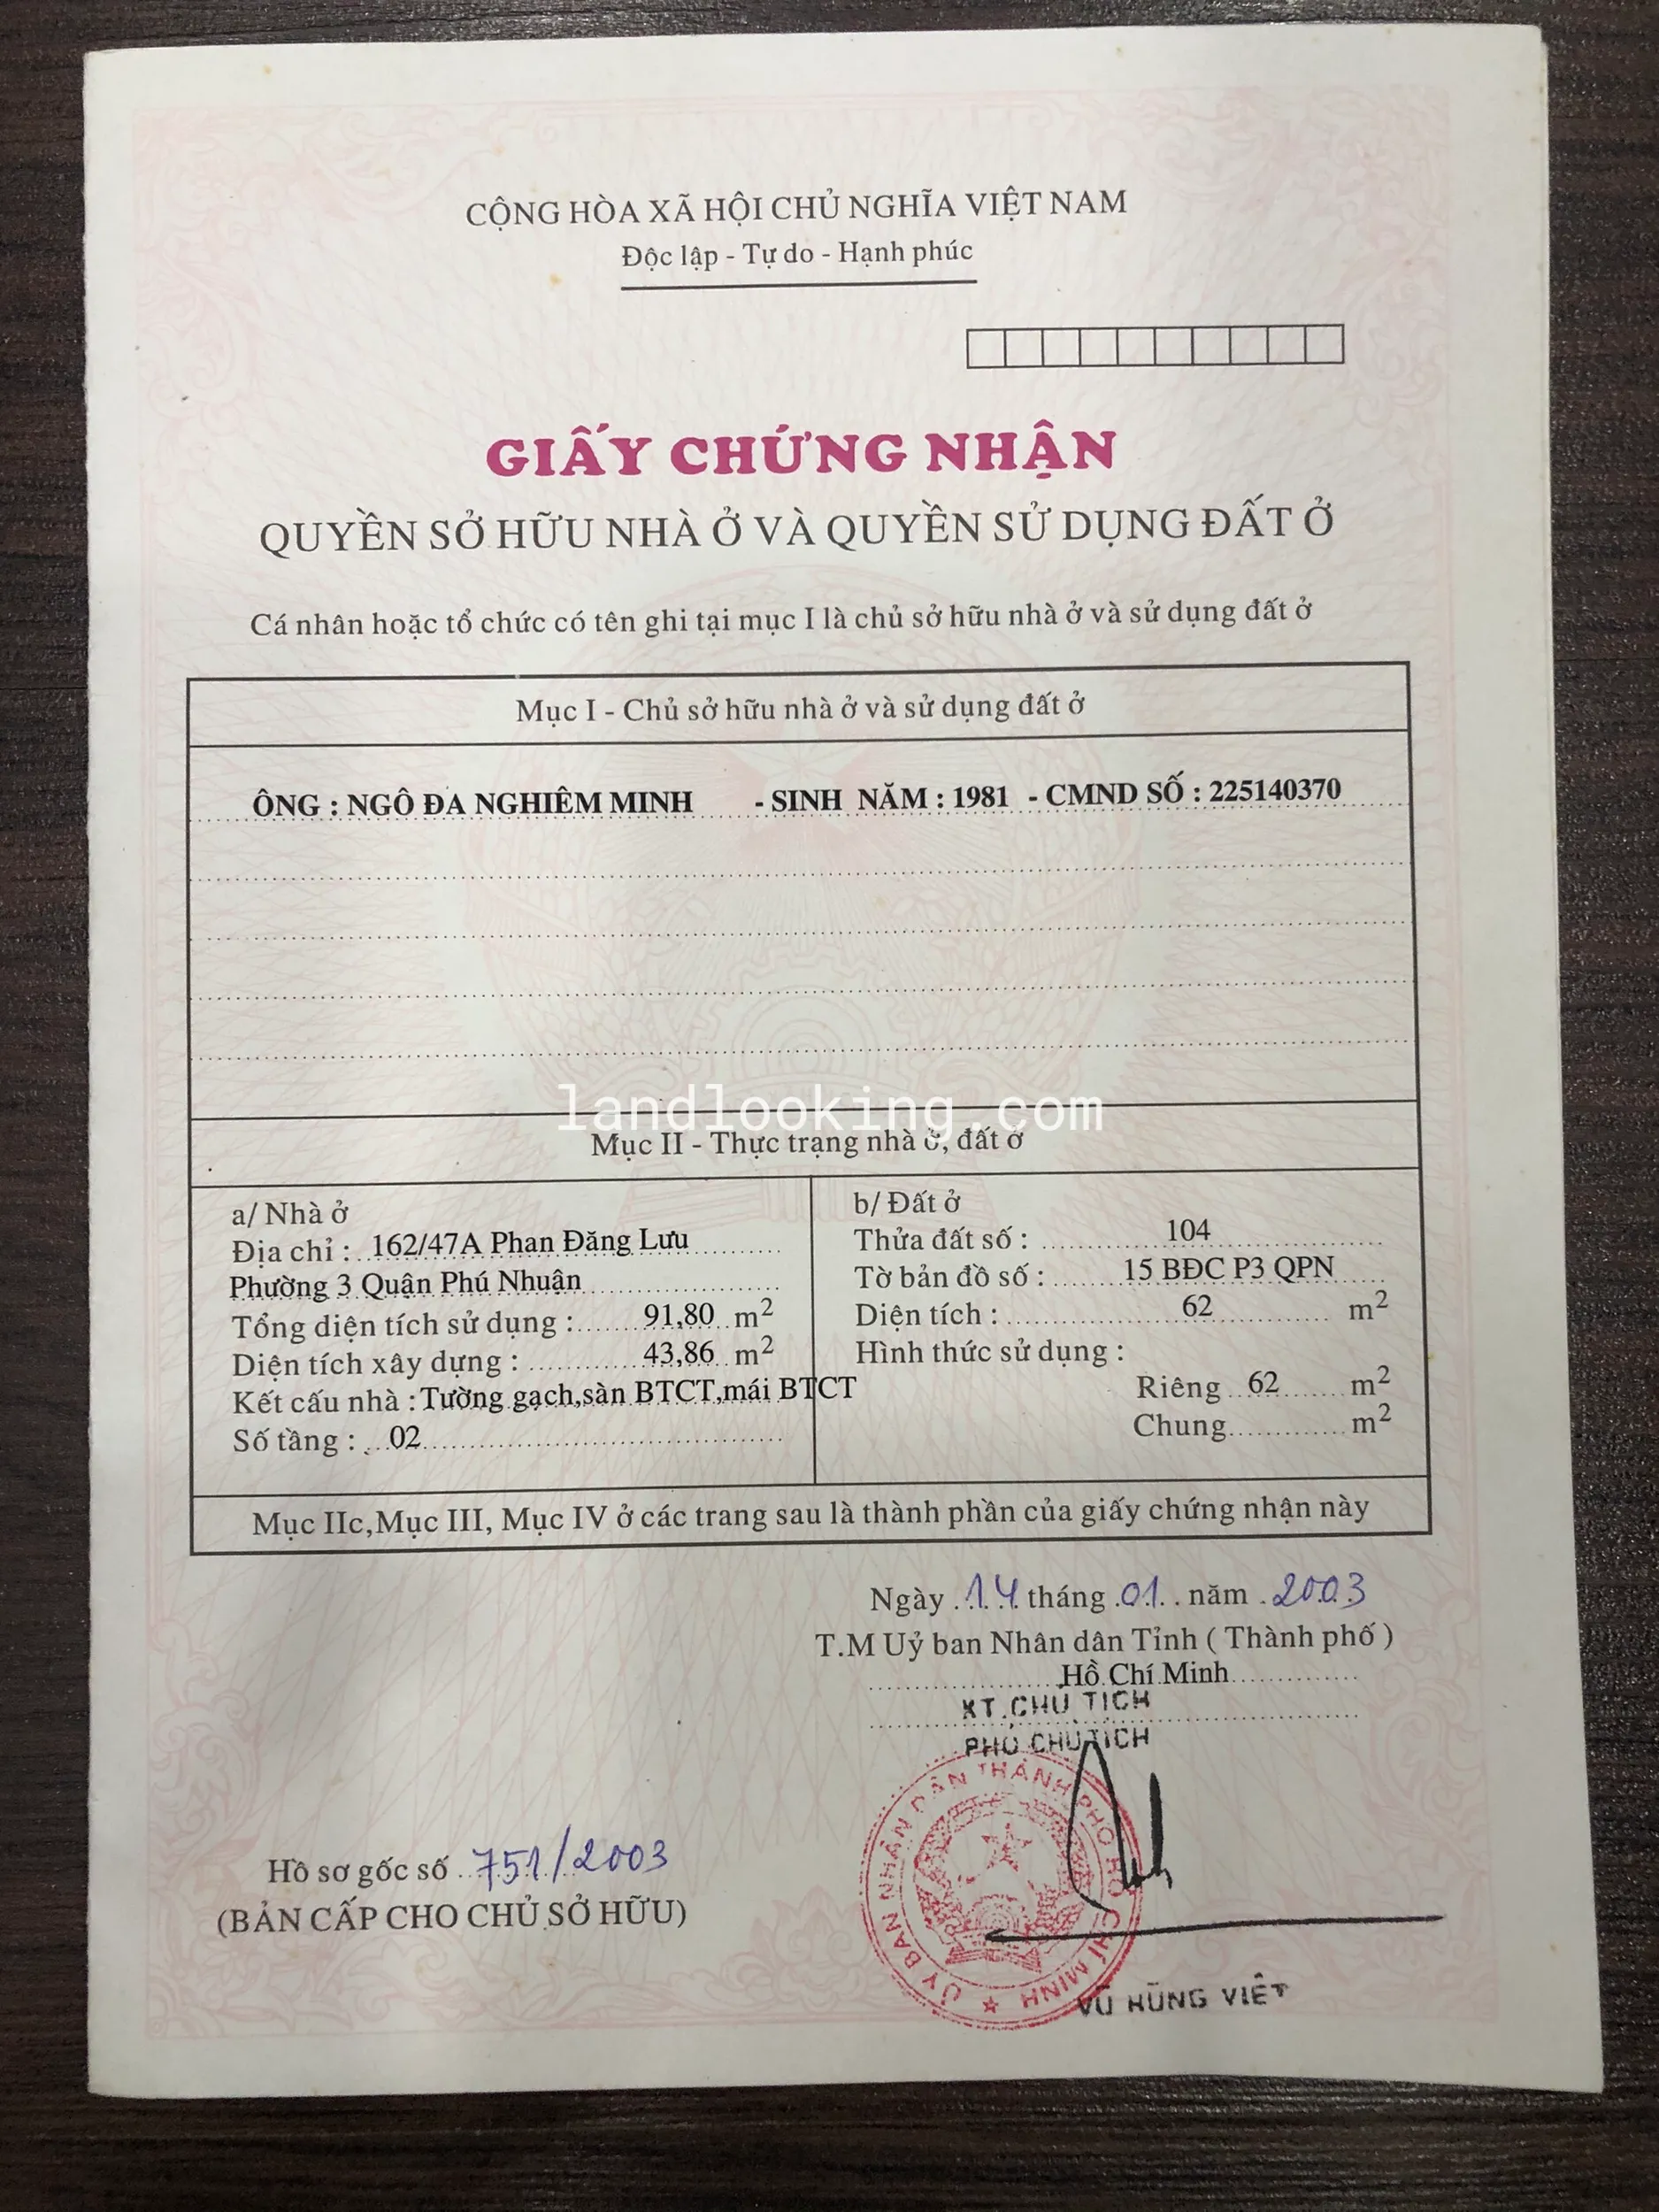 CỘNG HÒA XÃ HỘI CHỦ NGHĨA VIỆT NAM
Độc lập - Tự do - Hạnh phúc
GIẤY CHỨNG NHẬN
QUYỀN SỞ HỮU NHÀ Ở VÀ QUYỀN SỬ DỤNG ĐẤT Ở
Cá nhân hoặc tổ chức có tên ghi tại mục I là chủ sở hữu nhà ở và sử dụng đất ở
Mục I - Chủ sở hữu nhà ở và sử dụng đất ở
ÔNG : NGÔ ĐA NGHIÊM MINH - SINH NĂM : 1981 - CMND SỐ : 225140370
landlooking.com
Mục II - Thực trạng nhà ở, đất ở
a/ Nhà ở
Địa chỉ : 162/47A Phan Đăng Lưu
Phường 3 Quận Phú Nhuận
Tổng diện tích sử dụng : 91,80 m2
Diện tích xây dựng : 43,86 m2
Kết cấu nhà : Tường gạch,sàn BTCT,mái BTCT
Số tầng : 02
b/ Đất ở
Thửa đất số : 104
Tờ bản đồ số : 15 BĐC P3 QPN
Diện tích : 62 m2
Hình thức sử dụng :
Riêng 62 m2
Chung m2
Mục IIc,Mục III, Mục IV ở các trang sau là thành phần của giấy chứng nhận này
Ngày 14 tháng 01 năm 2003
T.M Uỷ ban Nhân dân Tỉnh ( Thành phố )
Hồ Chí Minh
KT.CHỦ TỊCH
PHÓ CHỦ TỊCH
ỦY BAN NHÂN DÂN THÀNH PHỐ HỒ CHÍ MINH
Hồ sơ gốc số 751/2003
(BẢN CẤP CHO CHỦ SỞ HỮU)
VŨ HÙNG VIỆT